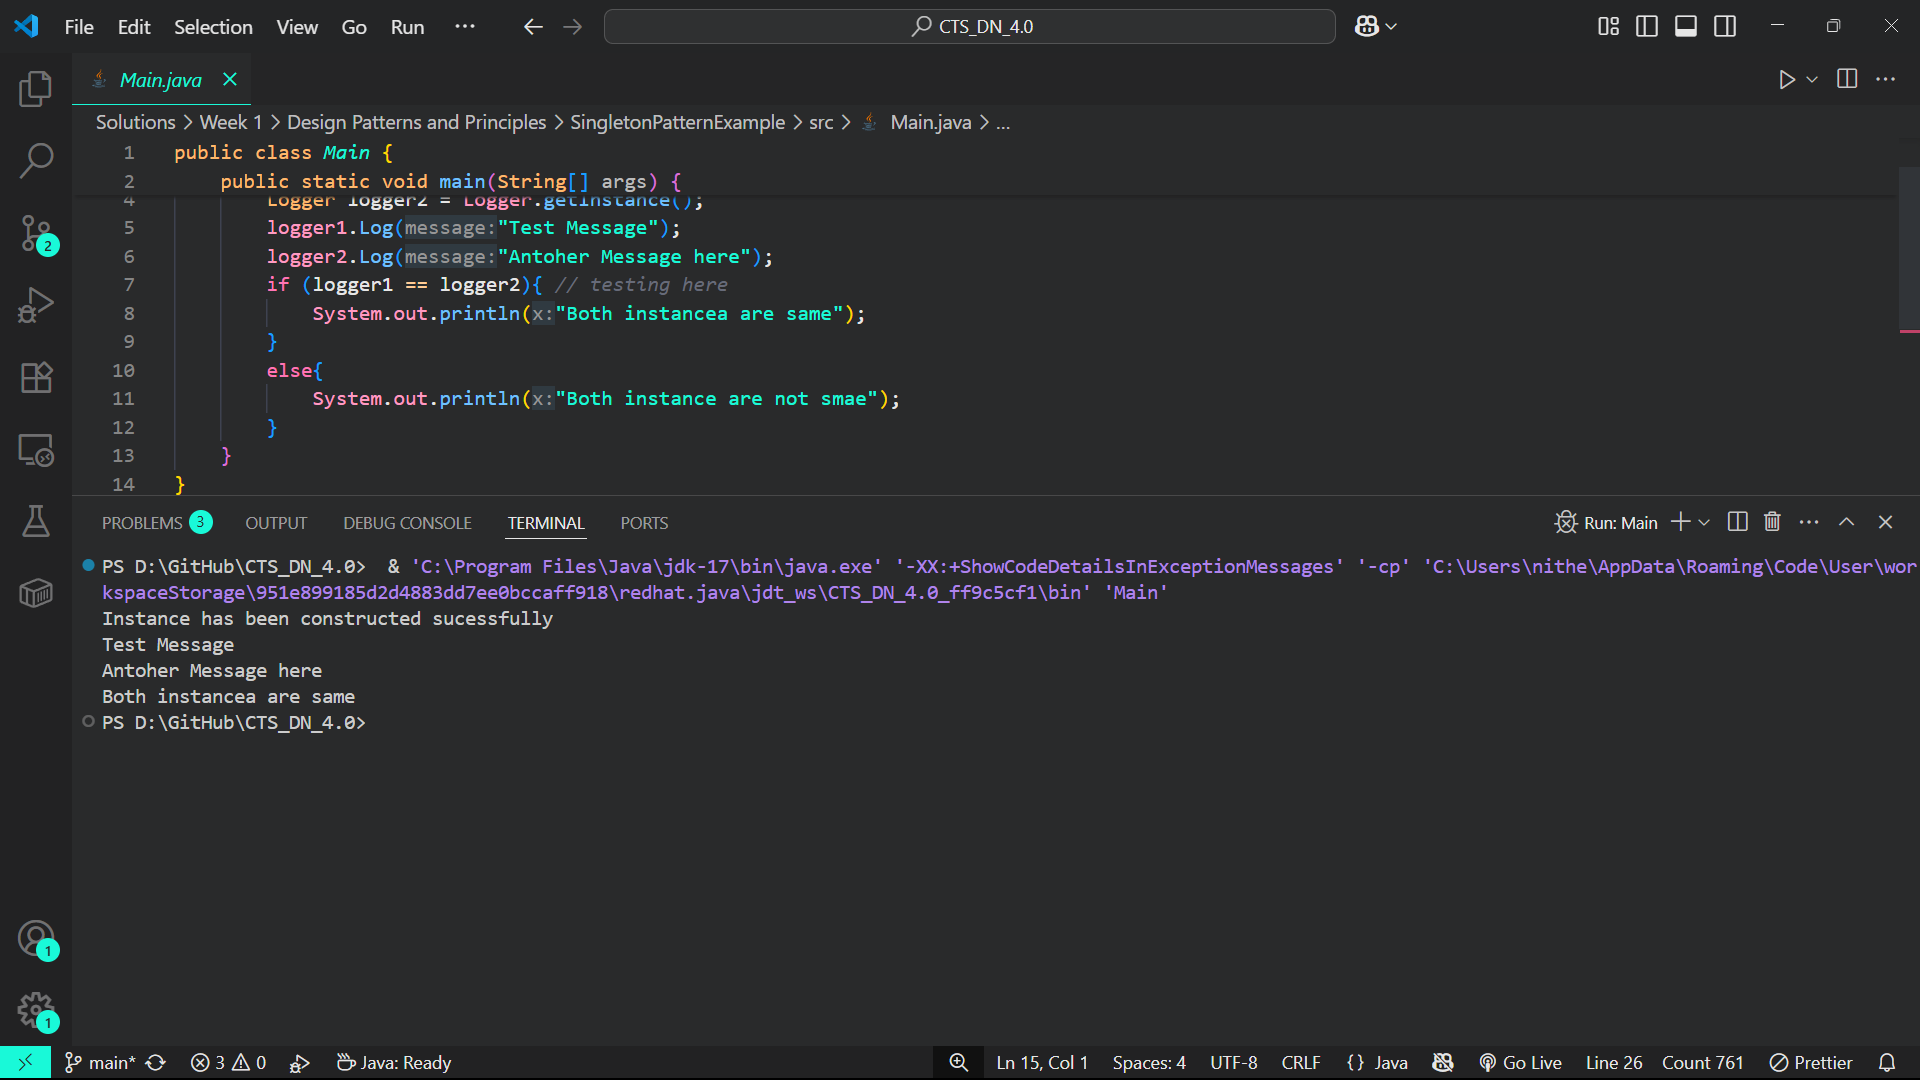 File Edit Selection View Go Run ··· CTS_DN_4.0
Main.java
Solutions > Week 1 > Design Patterns and Principles > SingletonPatternExample > src > Main.java > ...
1 public class Main {
2 public static void main(String[] args) {
4 Logger logger2 = Logger.getInstance();
5 logger1.Log(message:"Test Message");
6 logger2.Log(message:"Antoher Message here");
7 if (logger1 == logger2){ // testing here
8 System.out.println(x:"Both instancea are same");
9 }
10 else{
11 System.out.println(x:"Both instance are not smae");
12 }
13 }
14 }
2
PROBLEMS 3 OUTPUT DEBUG CONSOLE TERMINAL PORTS Run: Main
PS D:\GitHub\CTS_DN_4.0> & 'C:\Program Files\Java\jdk-17\bin\java.exe' '-XX:+ShowCodeDetailsInExceptionMessages' '-cp' 'C:\Users\nithe\AppData\Roaming\Code\User\wor
kspaceStorage\951e899185d2d4883dd7ee0bccaff918\redhat.java\jdt_ws\CTS_DN_4.0_ff9c5cf1\bin' 'Main'
Instance has been constructed sucessfully
Test Message
Antoher Message here
Both instancea are same
PS D:\GitHub\CTS_DN_4.0>
1
1
main* 3 0 Java: Ready Ln 15, Col 1 Spaces: 4 UTF-8 CRLF {} Java Go Live Line 26 Count 761 Prettier